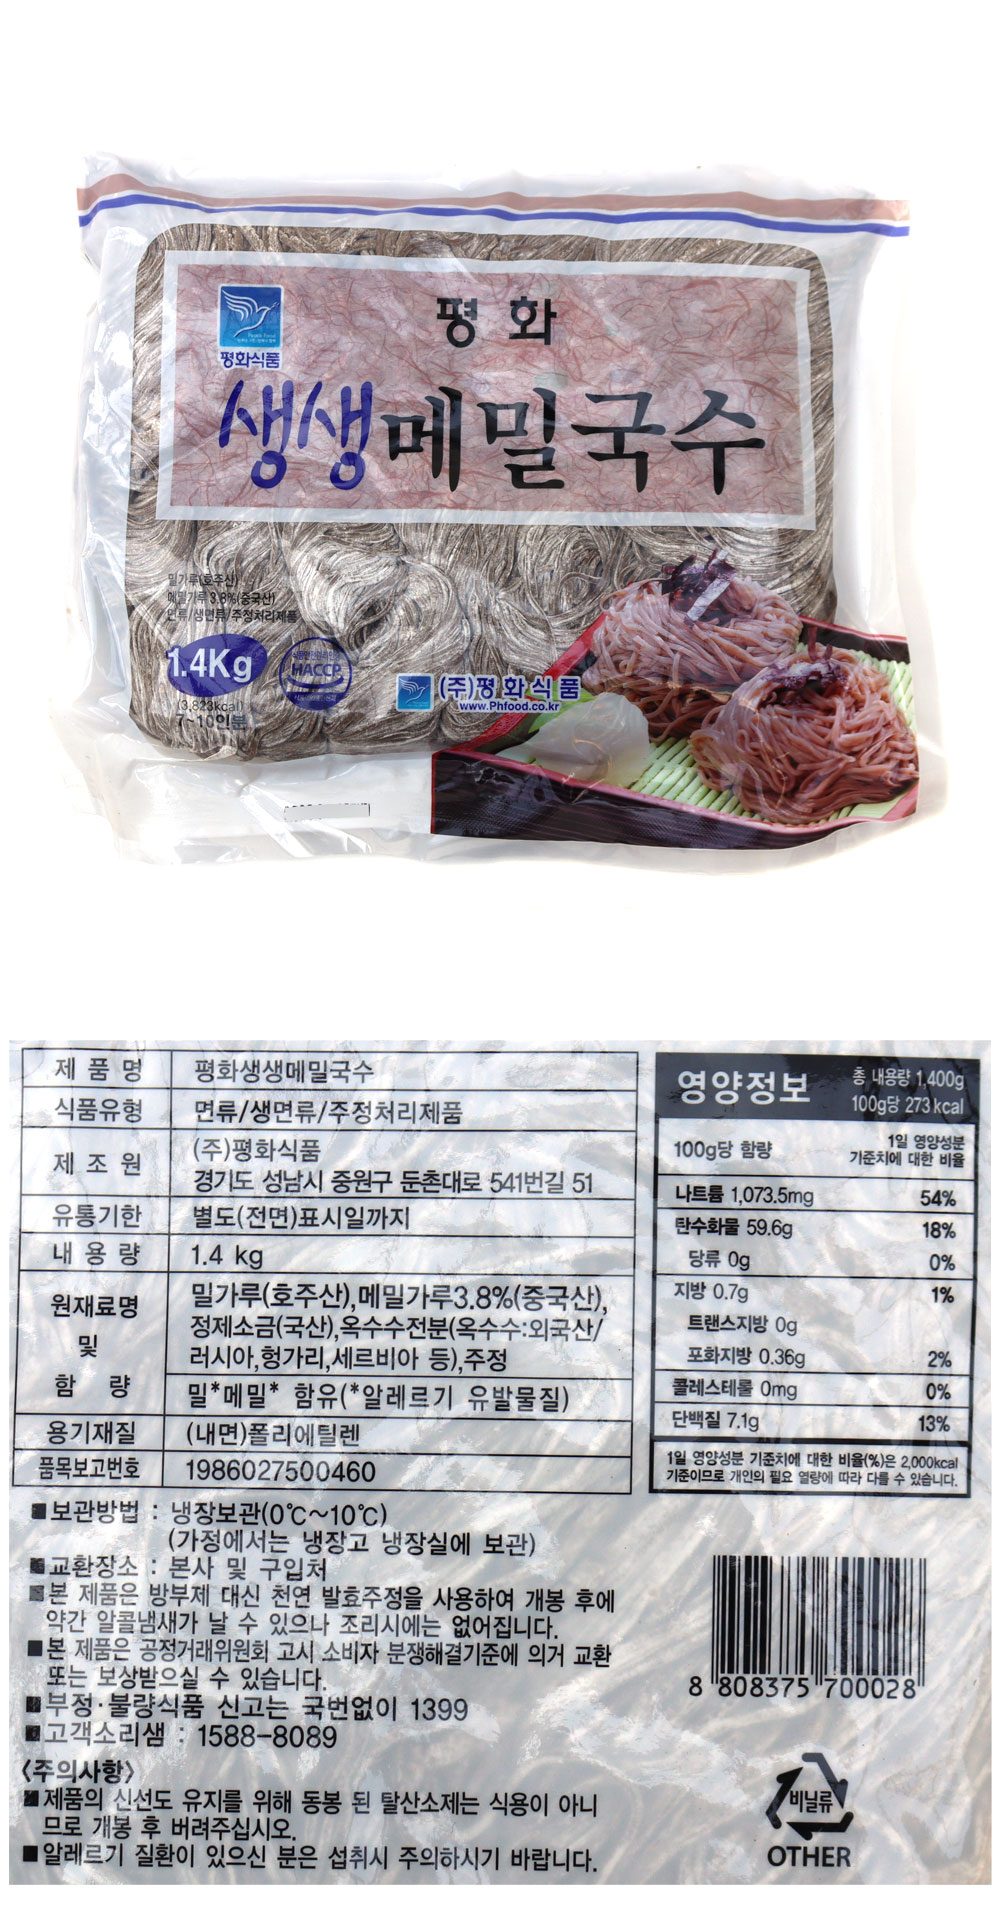 평화
평화식품
생생메밀국수
밀가루(호주산)
메밀가루 3.8%(중국산)
면류/생면류/주정처리제품
1.4Kg
(3,823kcal)
7~10인분
HACCP
(주)평화식품
www.Phfood.co.kr
제품명 평화생생메밀국수
식품유형 면류/생면류/주정처리제품
제조원 (주)평화식품
경기도 성남시 중원구 둔촌대로 541번길 51
유통기한 별도(전면)표시일까지
내용량 1.4 kg
원재료명 및 함량 밀가루(호주산),메밀가루3.8%(중국산),
정제소금(국산),옥수수전분(옥수수:외국산/
러시아,헝가리,세르비아 등),주정
밀*메밀* 함유(*알레르기 유발물질)
용기재질 (내면)폴리에틸렌
품목보고번호 1986027500460
영양정보 총 내용량 1,400g
100g당 273 kcal
100g당 함량 1일 영양성분
기준치에 대한 비율
나트륨 1,073.5mg 54%
탄수화물 59.6g 18%
당류 0g 0%
지방 0.7g 1%
트랜스지방 0g
포화지방 0.36g 2%
콜레스테롤 0mg 0%
단백질 7.1g 13%
1일 영양성분 기준치에 대한 비율(%)은 2,000kcal
기준이므로 개인의 필요 열량에 따라 다를 수 있습니다.
■보관방법 : 냉장보관(0℃~10℃)
(가정에서는 냉장고 냉장실에 보관)
■교환장소 : 본사 및 구입처
■본 제품은 방부제 대신 천연 발효주정을 사용하여 개봉 후에
약간 알콜냄새가 날 수 있으나 조리시에는 없어집니다.
■본 제품은 공정거래위원회 고시 소비자 분쟁해결기준에 의거 교환
또는 보상받으실 수 있습니다.
■부정·불량식품 신고는 국번없이 1399
■고객소리샘 : 1588-8089
<주의사항>
■제품의 신선도 유지를 위해 동봉 된 탈산소제는 식용이 아니
므로 개봉 후 버려주십시오.
■알레르기 질환이 있으신 분은 섭취시 주의하시기 바랍니다.
8 808375 700028
비닐류
OTHER